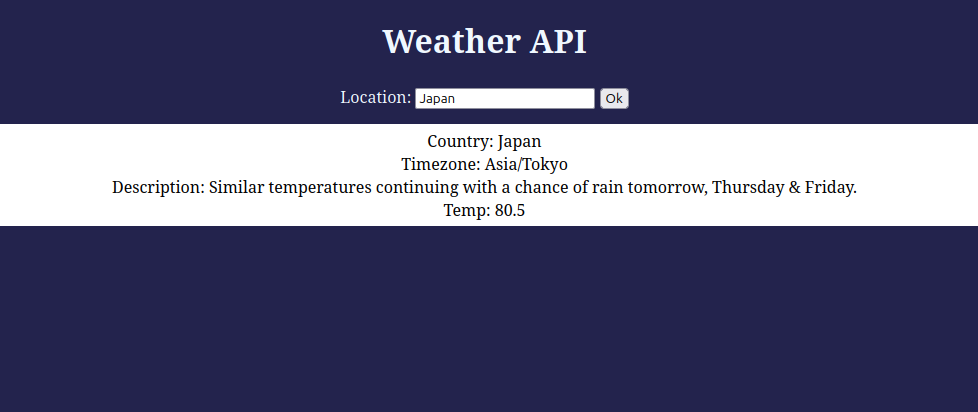 Weather API
Location: Japan Ok
Country: Japan
Timezone: Asia/Tokyo
Description: Similar temperatures continuing with a chance of rain tomorrow, Thursday & Friday.
Temp: 80.5